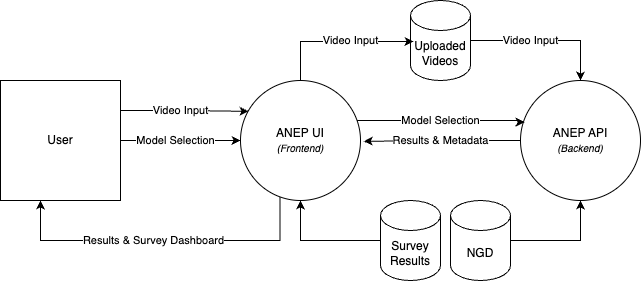 Video Input
Uploaded
Videos
Video Input
User
Video Input
Model Selection
ANEP UI
(Frontend)
Model Selection
Results & Metadata
ANEP API
(Backend)
Results & Survey Dashboard
Survey
Results
NGD